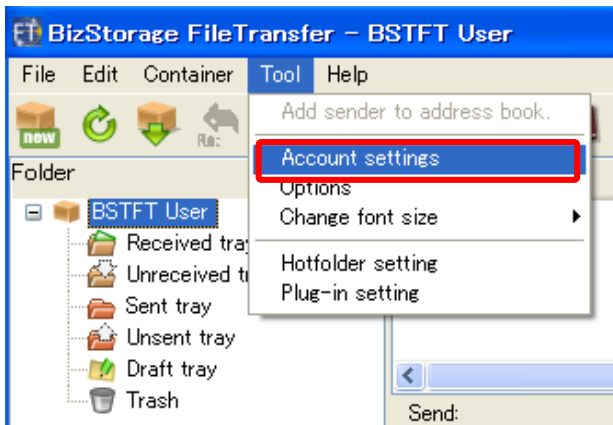 BizStorage FileTransfer - BSTFT User
File Edit Container Tool Help
new Re:
Add sender to address book.
Account settings
Options
Change font size
Hotfolder setting
Plug-in setting
Folder
BSTFT User
Received tray
Unreceived t
Sent tray
Unsent tray
Draft tray
Trash
Send: